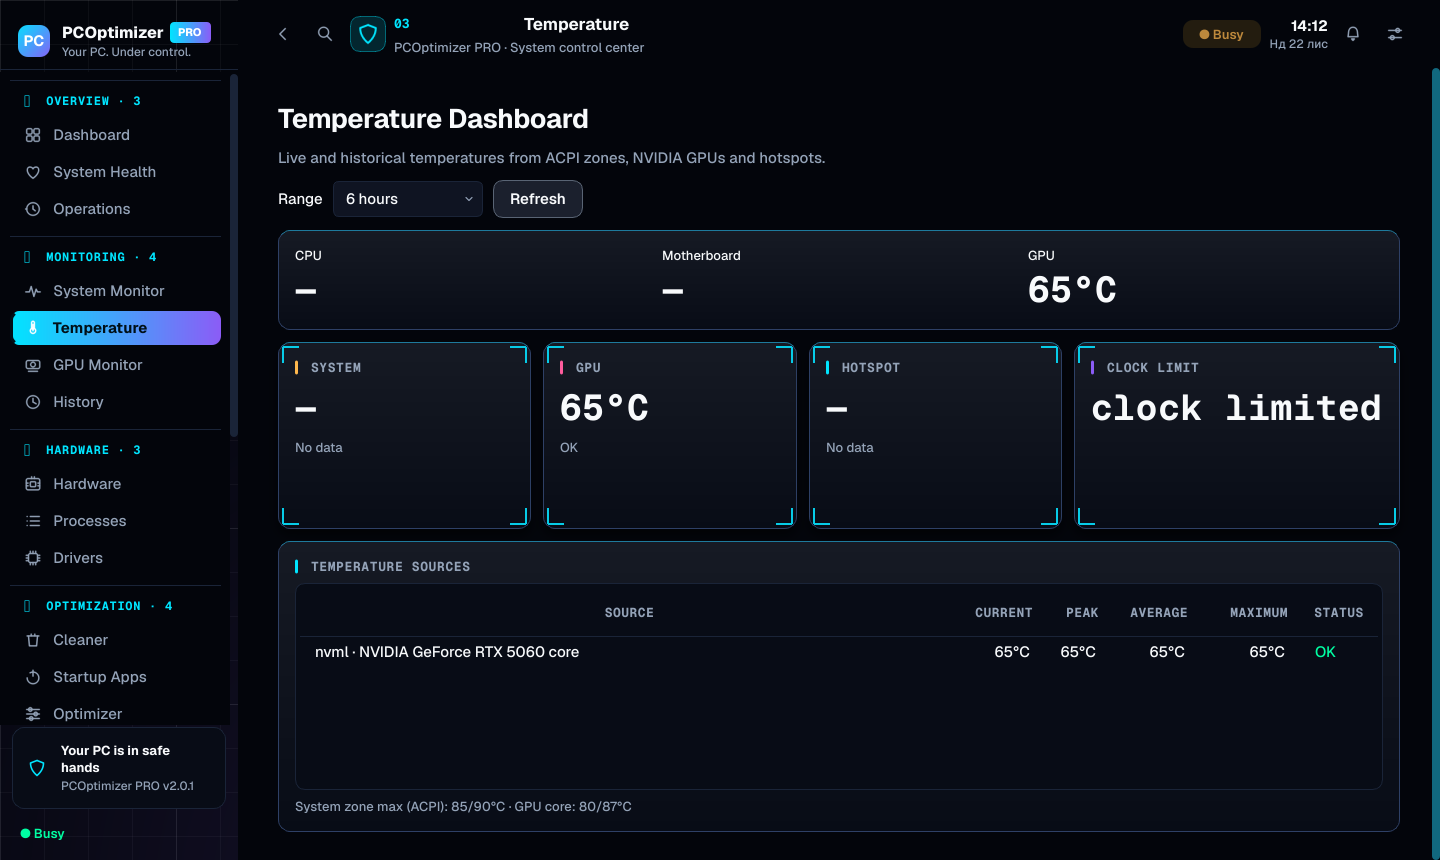 PC
PCOptimizer PRO
Your PC. Under control.
OVERVIEW · 3
Dashboard
System Health
Operations
MONITORING · 4
System Monitor
Temperature
GPU Monitor
History
HARDWARE · 3
Hardware
Processes
Drivers
OPTIMIZATION · 4
Cleaner
Startup Apps
Optimizer
Your PC is in safe
hands
PCOptimizer PRO v2.0.1
Busy
03
Temperature
PCOptimizer PRO · System control center
Busy
14:12
Нд 22 лис
Temperature Dashboard
Live and historical temperatures from ACPI zones, NVIDIA GPUs and hotspots.
Range 6 hours Refresh
CPU Motherboard GPU
— — 65°C
SYSTEM
—
No data
GPU
65°C
OK
HOTSPOT
—
No data
CLOCK LIMIT
clock limited
TEMPERATURE SOURCES
SOURCE CURRENT PEAK AVERAGE MAXIMUM STATUS
nvml · NVIDIA GeForce RTX 5060 core 65°C 65°C 65°C 65°C OK
System zone max (ACPI): 85/90°C · GPU core: 80/87°C